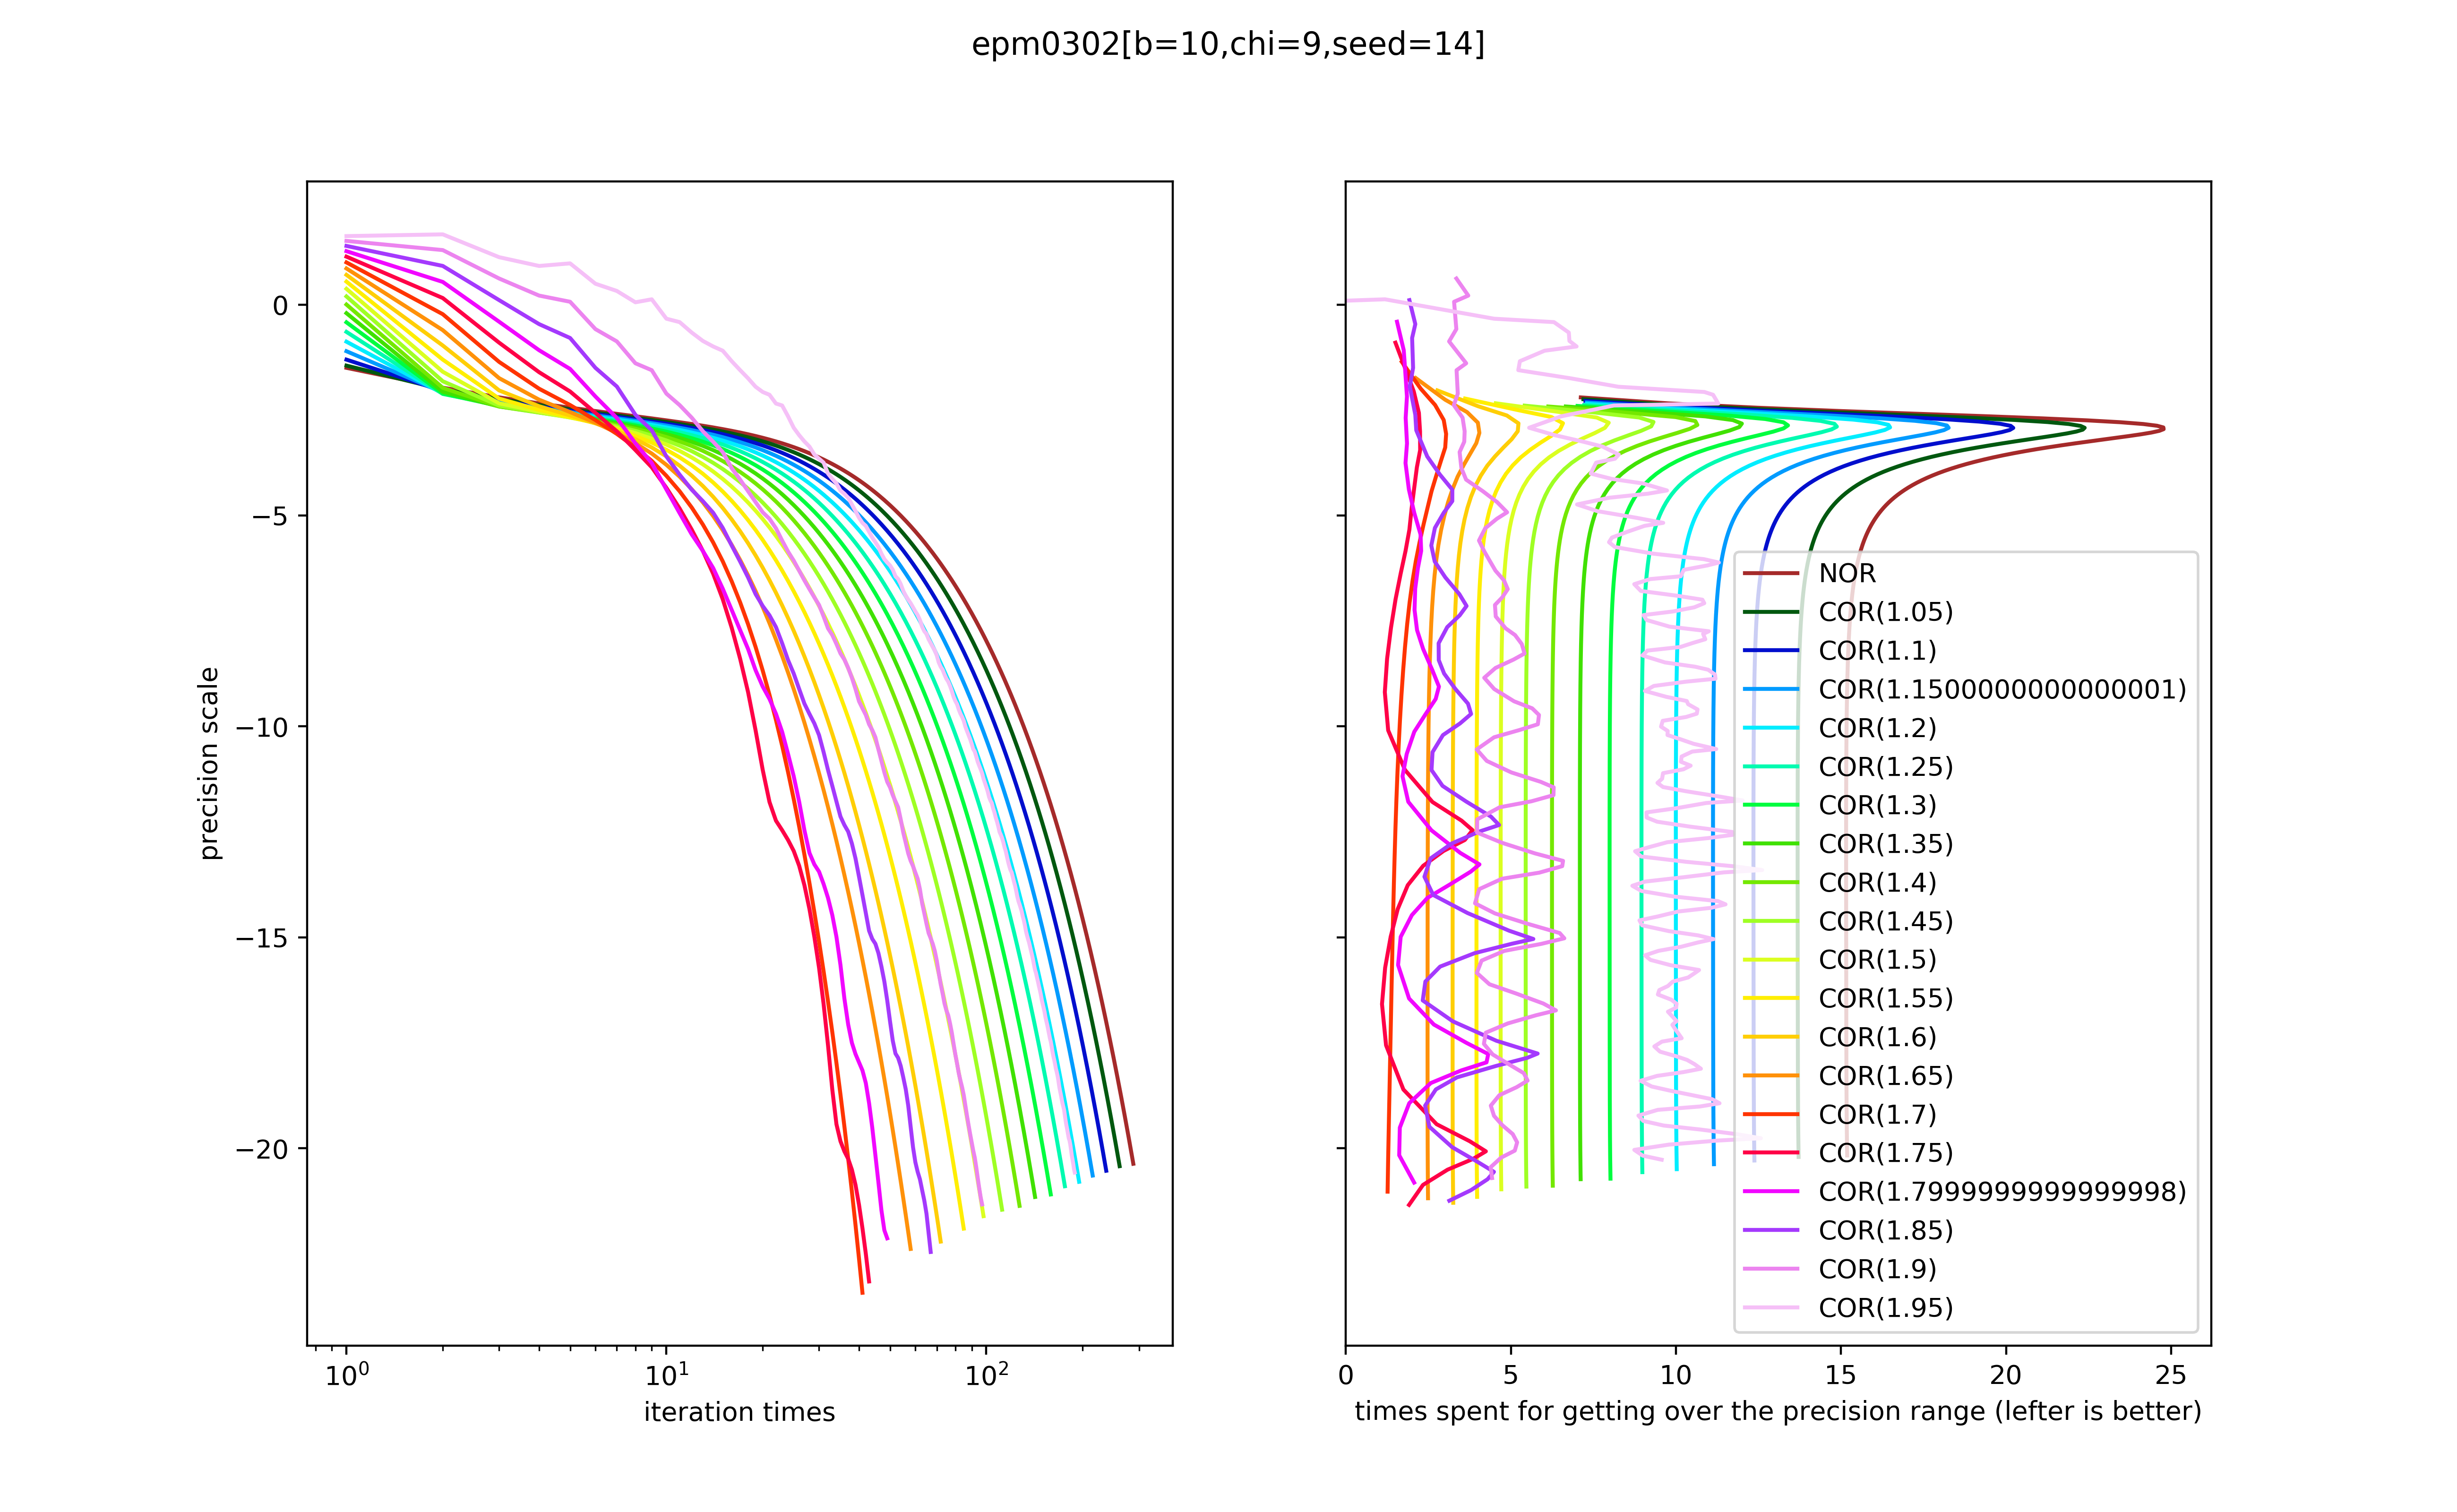 epm0302[b=10,chi=9,seed=14]
precision scale
0
−5
−10
−15
−20
10⁰
10¹
10²
iteration times
0
5
10
15
20
25
times spent for getting over the precision range (lefter is better)
NOR
COR(1.05)
COR(1.1)
COR(1.1500000000000001)
COR(1.2)
COR(1.25)
COR(1.3)
COR(1.35)
COR(1.4)
COR(1.45)
COR(1.5)
COR(1.55)
COR(1.6)
COR(1.65)
COR(1.7)
COR(1.75)
COR(1.7999999999999998)
COR(1.85)
COR(1.9)
COR(1.95)